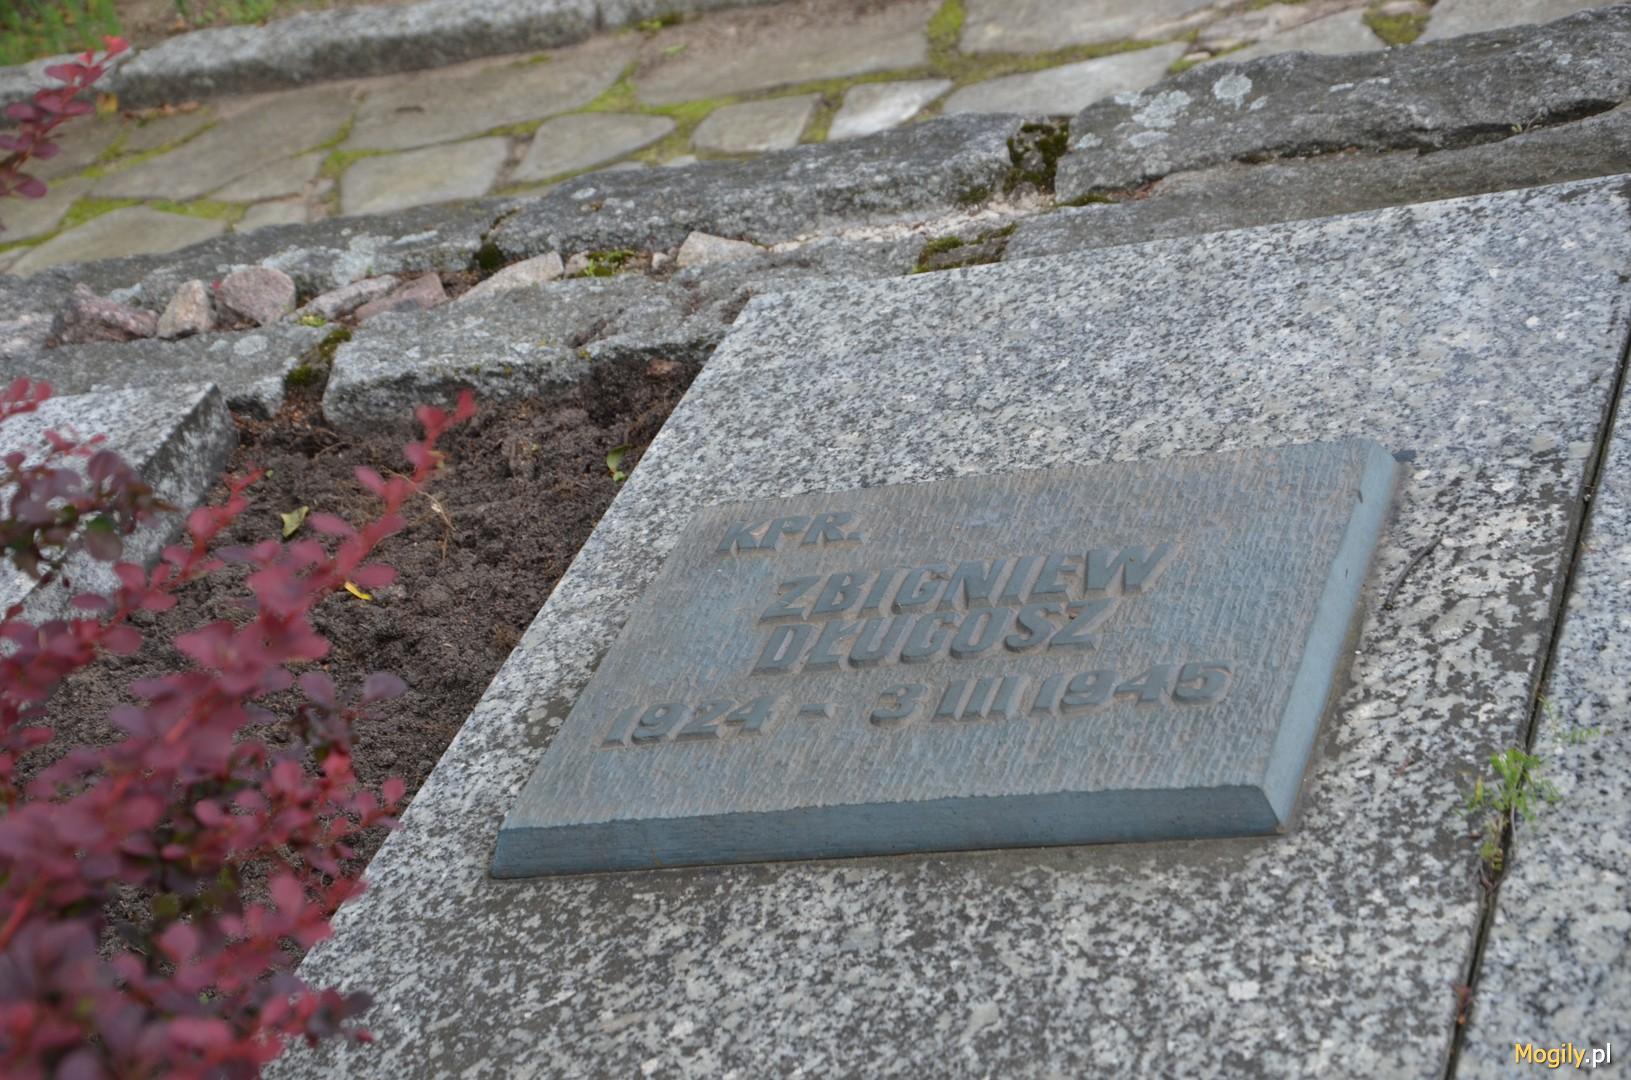 KPR.
ZBIGNIEW
DŁUGOSZ
1924 - 3 III 1945
Mogily.pl